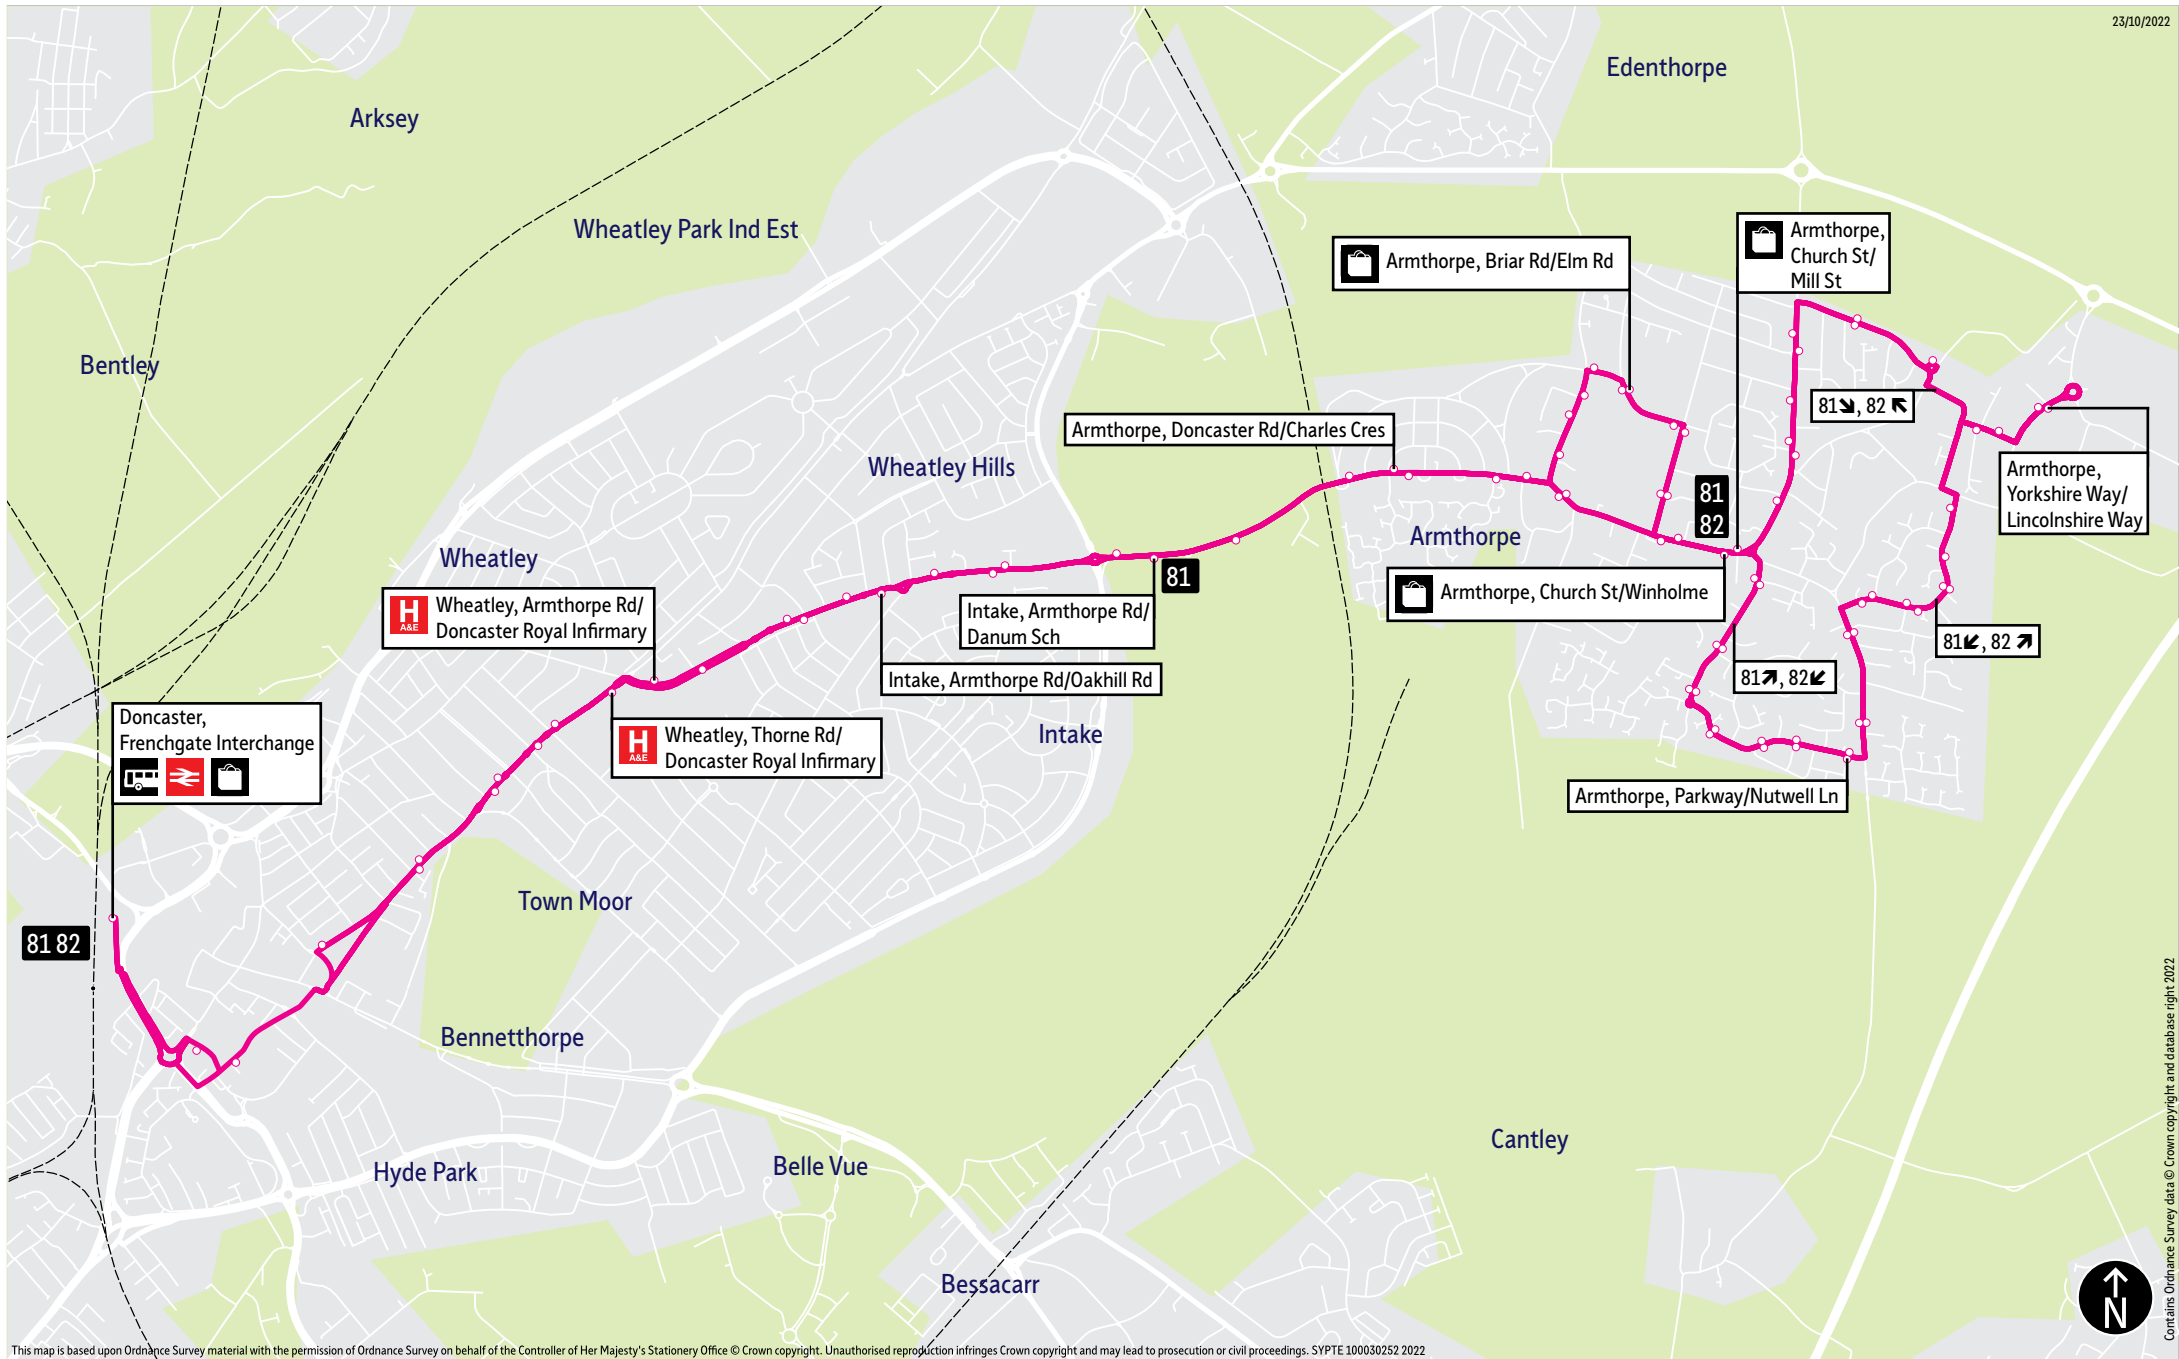 23/10/2022
Edenthorpe
Arksey
Wheatley Park Ind Est
Armthorpe,
Church St/
Mill St
Armthorpe, Briar Rd/Elm Rd
Bentley
81↘, 82↖
Armthorpe, Doncaster Rd/Charles Cres
Wheatley Hills
Armthorpe,
Yorkshire Way/
Lincolnshire Way
81
82
Armthorpe
Wheatley
81
Armthorpe, Church St/Winholme
H
A&E
Wheatley, Armthorpe Rd/
Doncaster Royal Infirmary
Intake, Armthorpe Rd/
Danum Sch
81↙, 82↗
Intake, Armthorpe Rd/Oakhill Rd
81↗, 82↙
Doncaster,
Frenchgate Interchange
H
A&E
Wheatley, Thorne Rd/
Doncaster Royal Infirmary
Intake
Armthorpe, Parkway/Nutwell Ln
Town Moor
81 82
Bennetthorpe
Cantley
Hyde Park
Belle Vue
Bessacarr
N
Contains Ordnance Survey data © Crown copyright and database right 2022
This map is based upon Ordnance Survey material with the permission of Ordnance Survey on behalf of the Controller of Her Majesty's Stationery Office © Crown copyright. Unauthorised reproduction infringes Crown copyright and may lead to prosecution or civil proceedings. SYPTE 100030252 2022